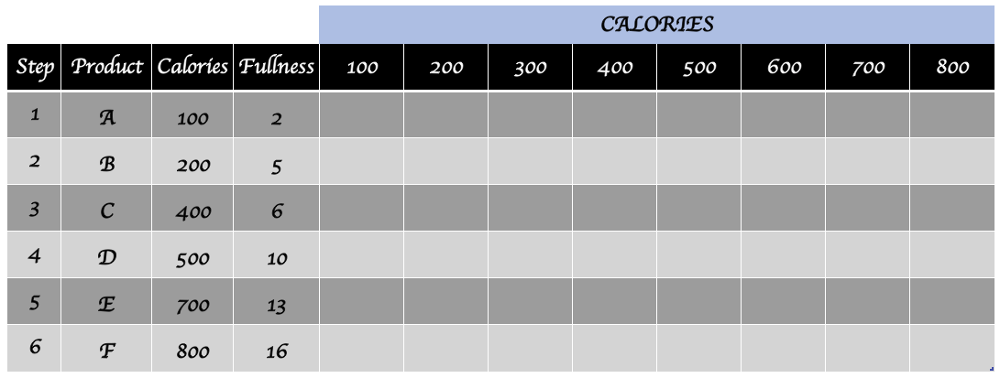 CALORIES
Step Product Calories Fullness 100 200 300 400 500 600 700 800
1 A 100 2
2 B 200 5
3 C 400 6
4 D 500 10
5 E 700 13
6 F 800 16